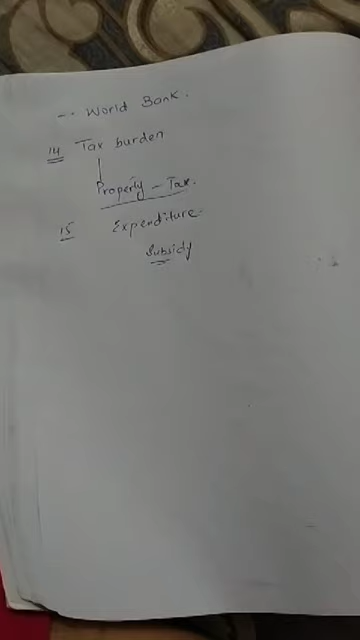 -- World Bank.
14 Tax burden
Property - Tax.
15 Expenditure
Subsidy